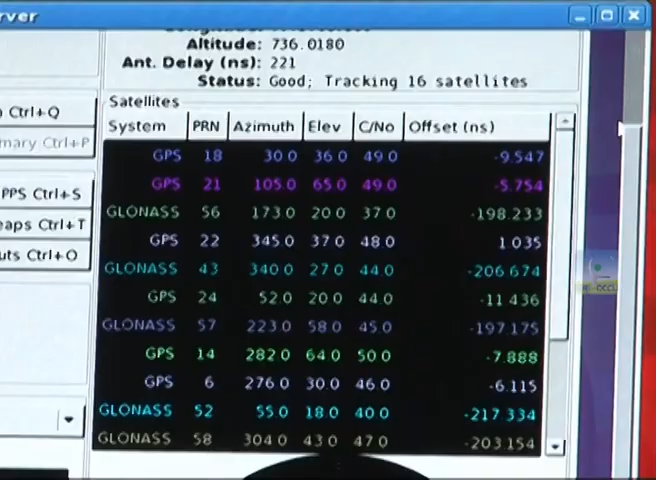 rver
Altitude: 736.0180
Ant. Delay (ns): 221
Status: Good; Tracking 16 satellites
Ctrl+Q
mary Ctrl+P
PPS Ctrl+S
eaps Ctrl+T
uts Ctrl+O
Satellites
System PRN Azimuth Elev C/No Offset (ns)
GPS 18 30.0 36.0 49.0 -9.547
GPS 21 105.0 65.0 49.0 -5.754
GLONASS 56 173.0 20.0 37.0 -198.233
GPS 22 345.0 37.0 48.0 1.035
GLONASS 43 340.0 27.0 44.0 -206.674
GPS 24 52.0 20.0 44.0 -11.436
GLONASS 57 223.0 58.0 45.0 -197.175
GPS 14 282.0 64.0 50.0 -7.888
GPS 6 276.0 30.0 46.0 -6.115
GLONASS 52 55.0 18.0 40.0 -217.334
GLONASS 58 304.0 43.0 47.0 -203.154